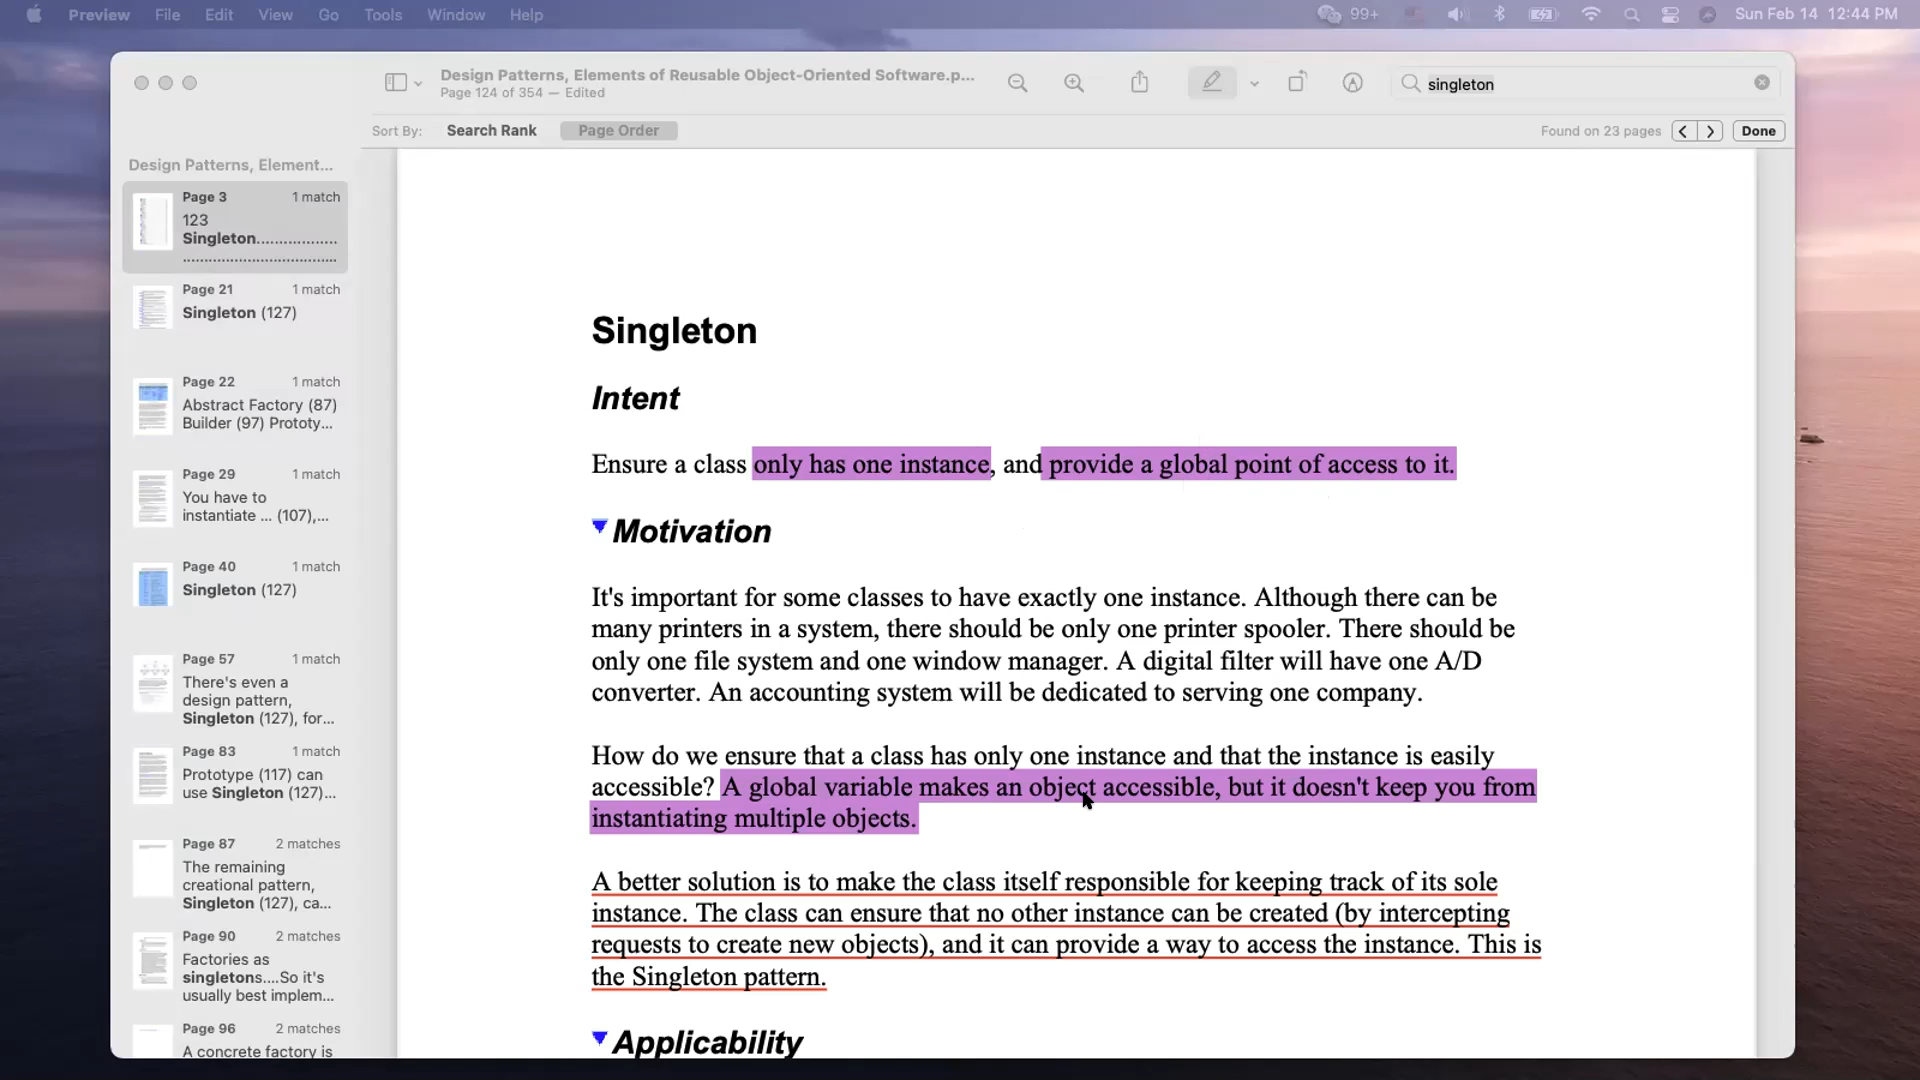 Preview File Edit View Go Tools Window Help 99+ Sun Feb 14 12:44 PM
Design Patterns, Elements of Reusable Object-Oriented Software.p...
Page 124 of 354 — Edited
singleton
Sort By: Search Rank Page Order Found on 23 pages Done
Design Patterns, Element...
Page 3 1 match
123
Singleton..................
....................................
Page 21 1 match
Singleton (127)
Page 22 1 match
Abstract Factory (87)
Builder (97) Prototy...
Page 29 1 match
You have to
instantiate ... (107),...
Page 40 1 match
Singleton (127)
Page 57 1 match
There's even a
design pattern,
Singleton (127), for...
Page 83 1 match
Prototype (117) can
use Singleton (127)...
Page 87 2 matches
The remaining
creational pattern,
Singleton (127), ca...
Page 90 2 matches
Factories as
singletons....So it's
usually best implem...
Page 96 2 matches
A concrete factory is
Singleton
Intent
Ensure a class only has one instance, and provide a global point of access to it.
Motivation
It's important for some classes to have exactly one instance. Although there can be
many printers in a system, there should be only one printer spooler. There should be
only one file system and one window manager. A digital filter will have one A/D
converter. An accounting system will be dedicated to serving one company.
How do we ensure that a class has only one instance and that the instance is easily
accessible? A global variable makes an object accessible, but it doesn't keep you from
instantiating multiple objects.
A better solution is to make the class itself responsible for keeping track of its sole
instance. The class can ensure that no other instance can be created (by intercepting
requests to create new objects), and it can provide a way to access the instance. This is
the Singleton pattern.
Applicability